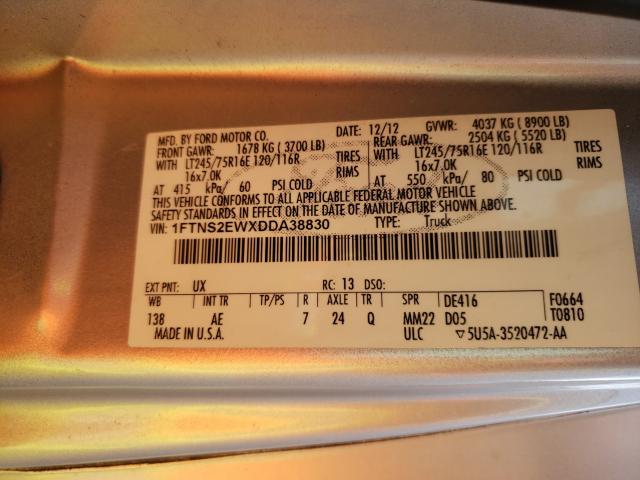 MFD. BY FORD MOTOR CO. DATE: 12/12 GVWR: 4037 KG ( 8900 LB)
FRONT GAWR: 1678 KG ( 3700 LB) REAR GAWR: 2504 KG ( 5520 LB)
WITH LT245/75R16E 120/116R TIRES WITH LT245/75R16E 120/116R TIRES
16x7.0K RIMS 16x7.0K RIMS
AT 415 kPa/ 60 PSI COLD AT 550 kPa/ 80 PSI COLD
THIS VEHICLE CONFORMS TO ALL APPLICABLE FEDERAL MOTOR VEHICLE
SAFETY STANDARDS IN EFFECT ON THE DATE OF MANUFACTURE SHOWN ABOVE.
VIN: 1FTNS2EWXDDA38830 TYPE: Truck
EXT PNT: UX RC: 13 DSO:
WB INT TR TP/PS R AXLE TR SPR DE416 F0664
138 AE 7 24 Q MM22 D05 T0810
MADE IN U.S.A. ULC ▽5U5A-3520472-AA